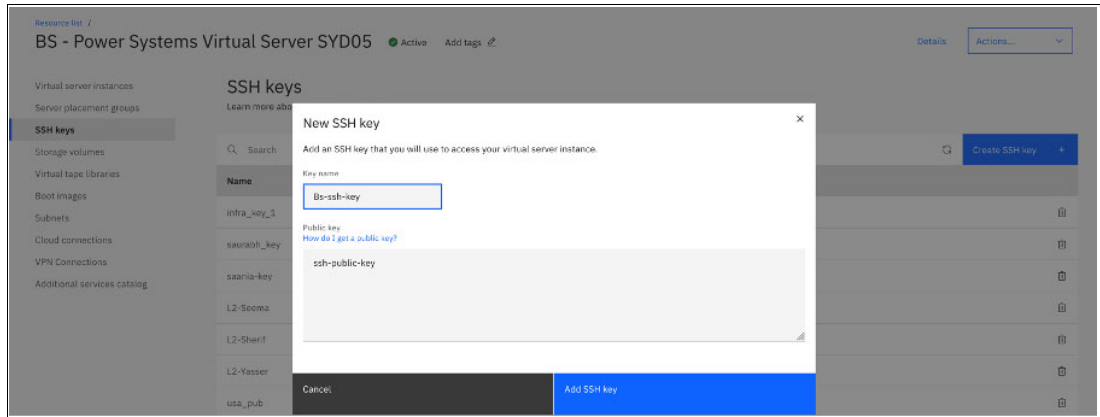 Resource list /
BS - Power Systems Virtual Server SYD05 Active Add tags
Details Actions...
Virtual server instances
Server placement groups
SSH keys
Storage volumes
Virtual tape libraries
Boot images
Subnets
Cloud connections
VPN Connections
Additional services catalog
SSH keys
Learn more abo
Search
Create SSH key +
Name
infra_key_1
saurabh_key
saania-key
L2-Seema
L2-Sherif
L2-Yasser
usa_pub
New SSH key
Add an SSH key that you will use to access your virtual server instance.
Key name
Bs-ssh-key
Public key
How do I get a public key?
ssh-public-key
Cancel
Add SSH key